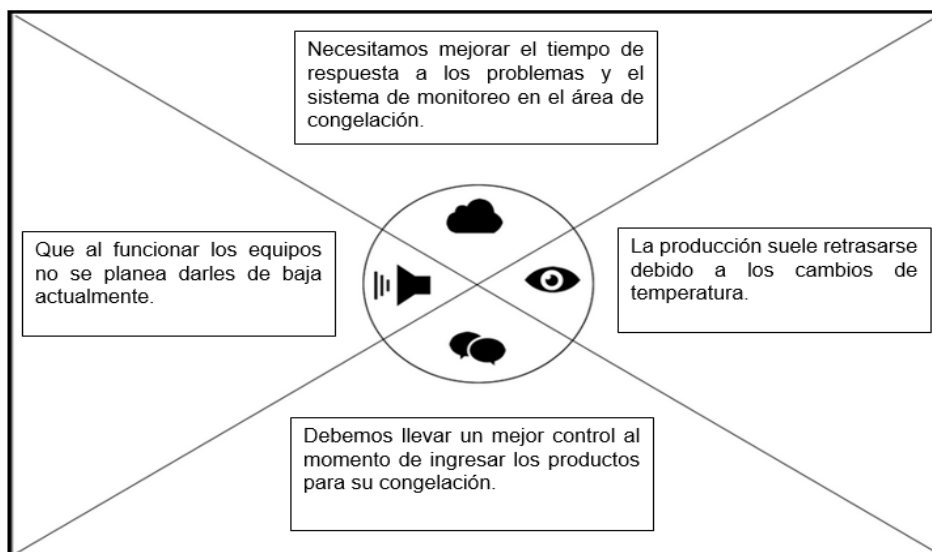 Necesitamos mejorar el tiempo de
respuesta a los problemas y el
sistema de monitoreo en el área de
congelación.
Que al funcionar los equipos
no se planea darles de baja
actualmente.
La producción suele retrasarse
debido a los cambios de
temperatura.
Debemos llevar un mejor control al
momento de ingresar los productos
para su congelación.